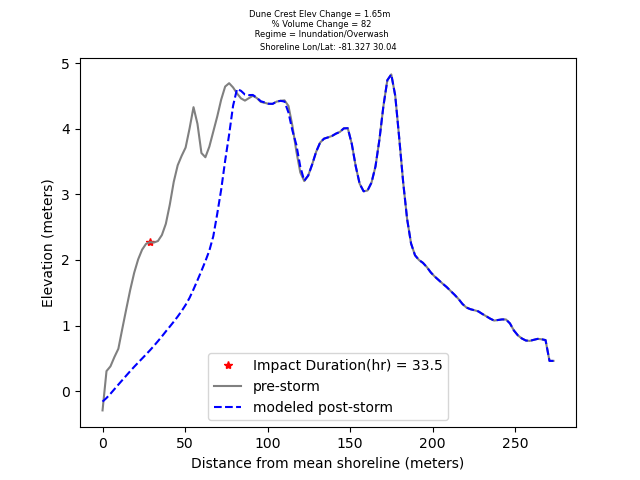 Dune Crest Elev Change = 1.65m
% Volume Change = 82
Regime = Inundation/Overwash
Shoreline Lon/Lat: -81.327 30.04
5
4
3
2
1
0
Elevation (meters)
Impact Duration(hr) = 33.5
pre-storm
modeled post-storm
0 50 100 150 200 250
Distance from mean shoreline (meters)